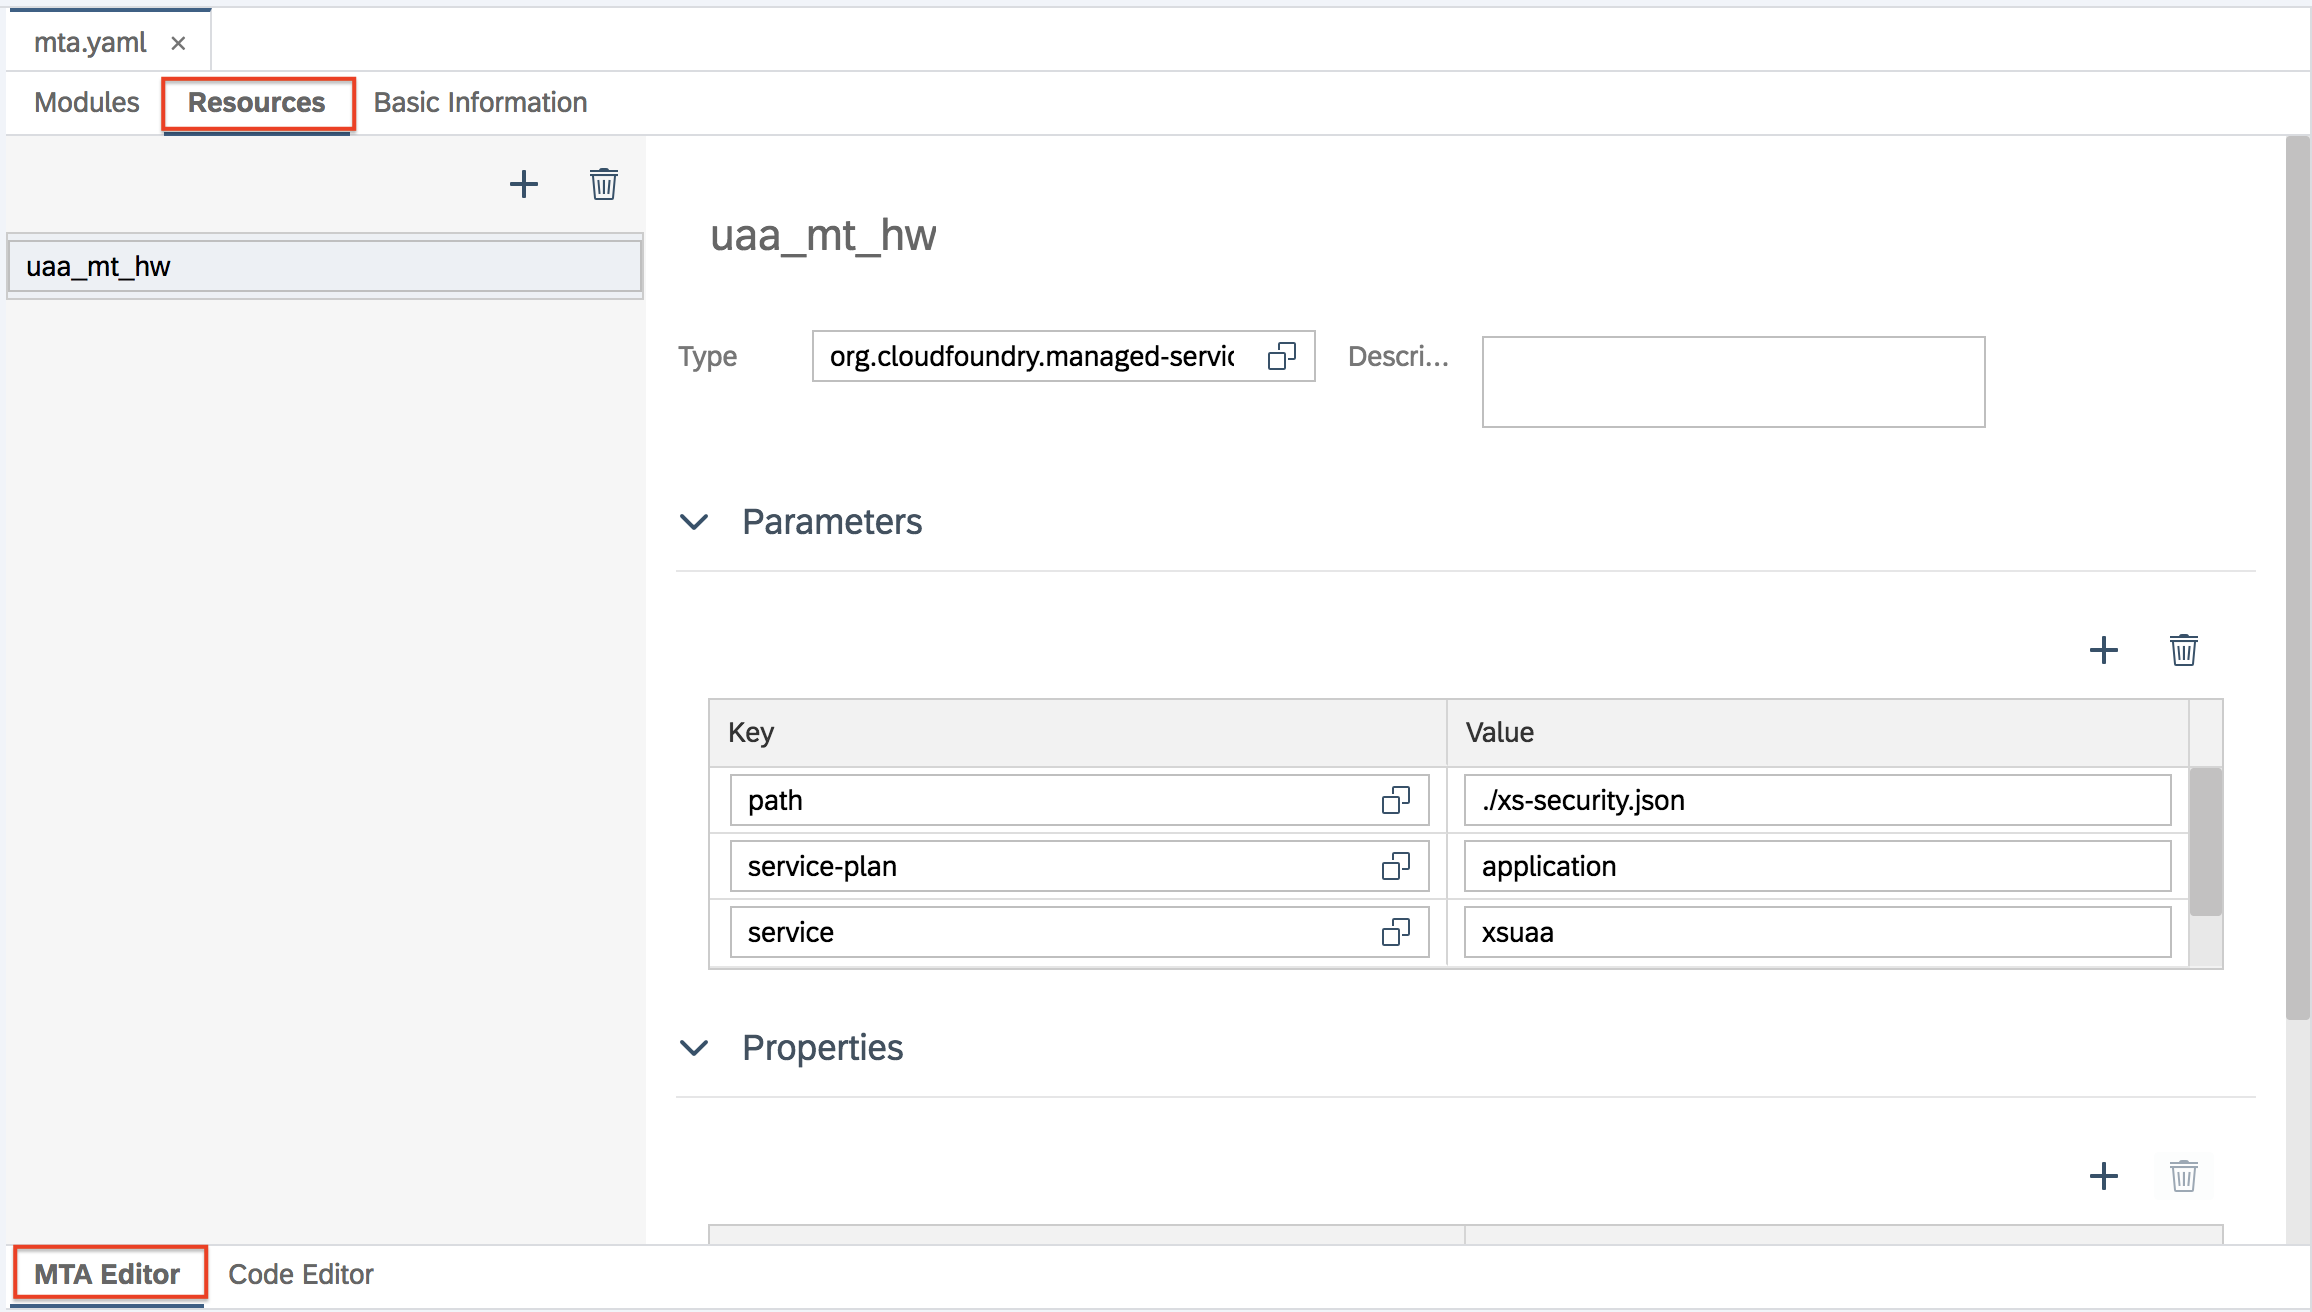 mta.yaml ×
Modules Resources Basic Information
uaa_mt_hw
uaa_mt_hw
Type org.cloudfoundry.managed-servic Descri...
Parameters
Key Value
path ./xs-security.json
service-plan application
service xsuaa
Properties
MTA Editor Code Editor